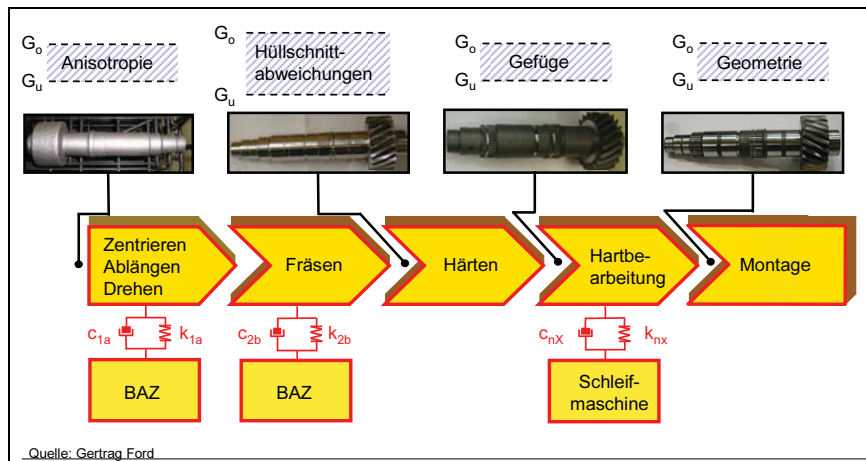 Go
Anisotropie
Gu
Go
Hüllschnitt-
abweichungen
Gu
Go
Gefüge
Gu
Go
Geometrie
Gu
Zentrieren
Ablängen
Drehen
Fräsen
Härten
Hartbe-
arbeitung
Montage
c1a
k1a
c2b
k2b
cnX
knx
BAZ
BAZ
Schleif-
maschine
Quelle: Gertrag Ford